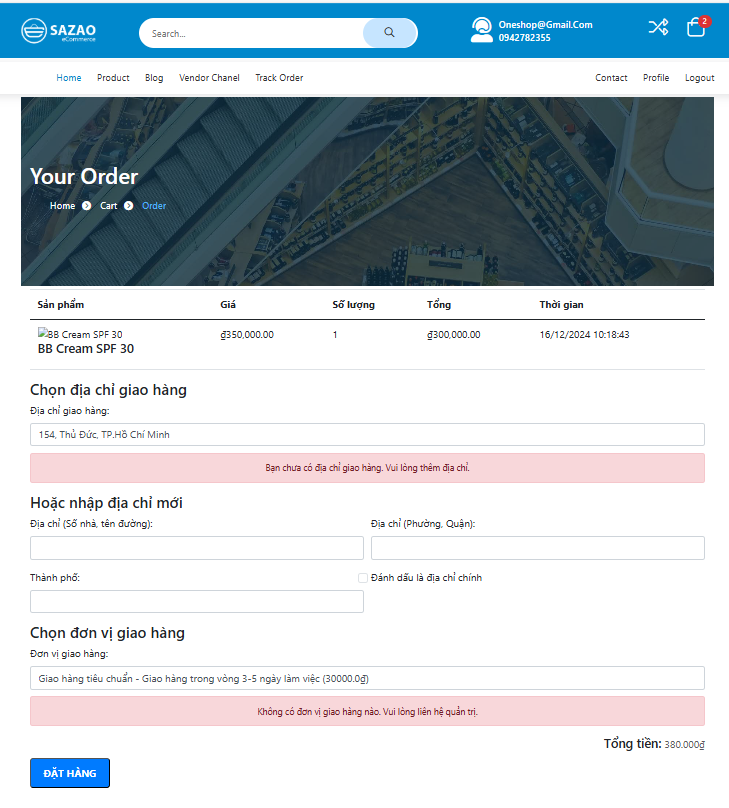 SAZAO
eCommerce
Search...
Oneshop@Gmail.Com
0942782355
2
Home Product Blog Vendor Chanel Track Order Contact Profile Logout
Your Order
Home Cart Order
Sản phẩm Giá Số lượng Tổng Thời gian
BB Cream SPF 30 ₫350,000.00 1 ₫300,000.00 16/12/2024 10:18:43
BB Cream SPF 30
Chọn địa chỉ giao hàng
Địa chỉ giao hàng:
154, Thủ Đức, TP.Hồ Chí Minh
Bạn chưa có địa chỉ giao hàng. Vui lòng thêm địa chỉ.
Hoặc nhập địa chỉ mới
Địa chỉ (Số nhà, tên đường): Địa chỉ (Phường, Quận):
Thành phố: Đánh dấu là địa chỉ chính
Chọn đơn vị giao hàng
Đơn vị giao hàng:
Giao hàng tiêu chuẩn - Giao hàng trong vòng 3-5 ngày làm việc (30000.0₫)
Không có đơn vị giao hàng nào. Vui lòng liên hệ quản trị.
Tổng tiền: 380.000₫
ĐẶT HÀNG